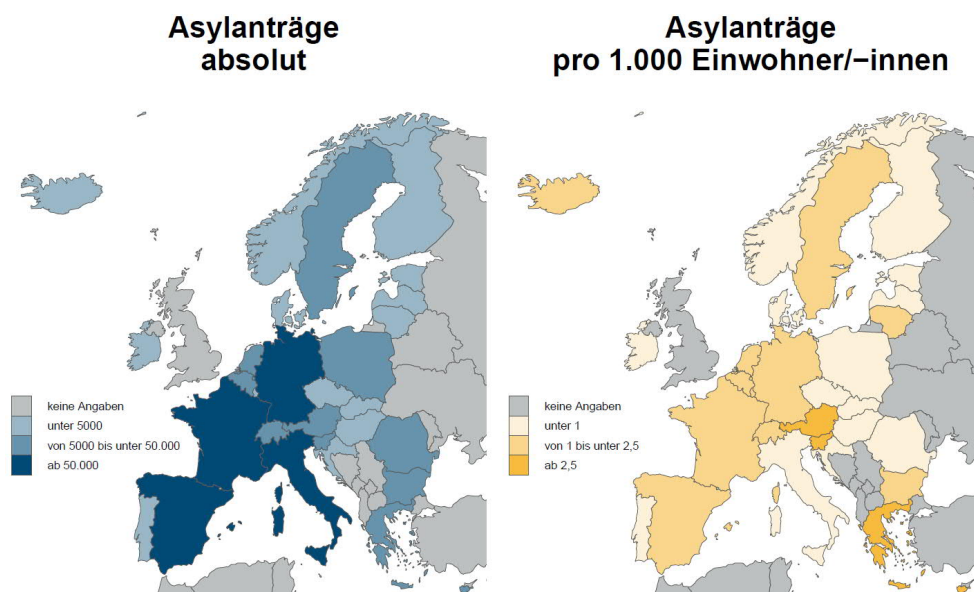 Asylanträge
absolut
Asylanträge
pro 1.000 Einwohner/−innen
keine Angaben
unter 5000
von 5000 bis unter 50.000
ab 50.000
keine Angaben
unter 1
von 1 bis unter 2,5
ab 2,5